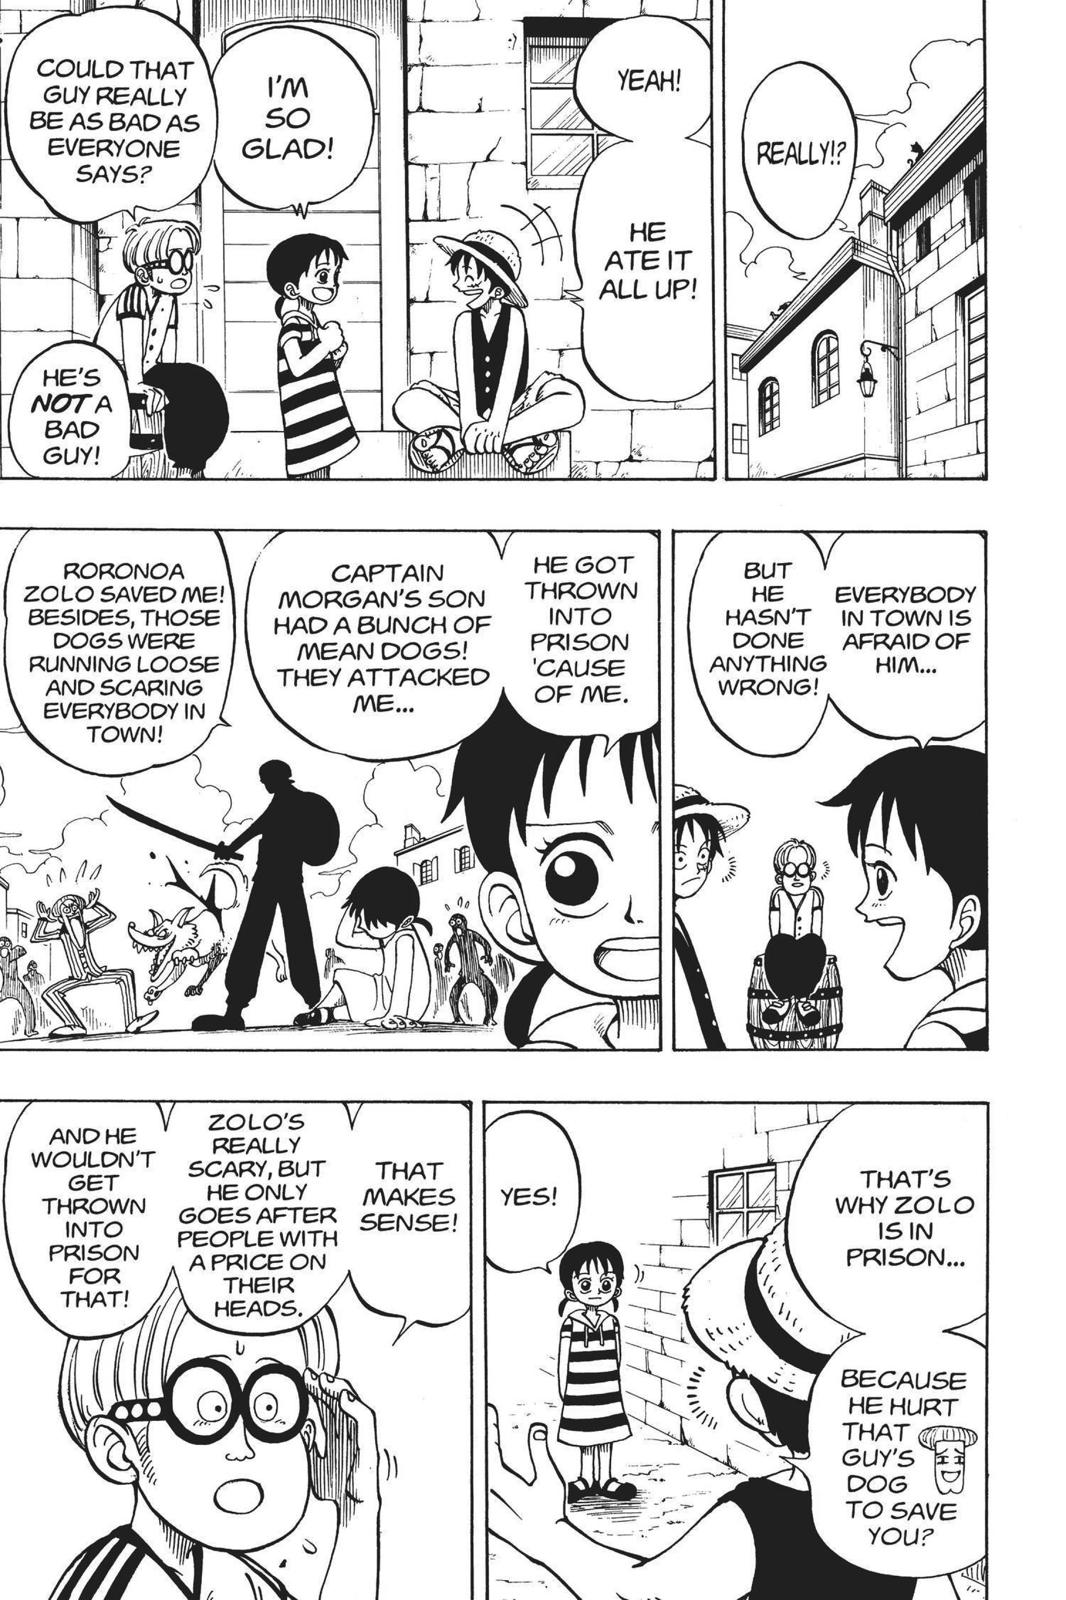 REALLY!?
YEAH!
HE
ATE IT
ALL UP!
I'M
SO
GLAD!
COULD THAT
GUY REALLY
BE AS BAD AS
EVERYONE
SAYS?
HE'S
NOT A
BAD
GUY!
EVERYBODY
IN TOWN IS
AFRAID OF
HIM...
BUT
HE
HASN'T
DONE
ANYTHING
WRONG!
HE GOT
THROWN
INTO
PRISON
'CAUSE
OF ME.
CAPTAIN
MORGAN'S SON
HAD A BUNCH OF
MEAN DOGS!
THEY ATTACKED
ME...
RORONOA
ZOLO SAVED ME!
BESIDES, THOSE
DOGS WERE
RUNNING LOOSE
AND SCARING
EVERYBODY IN
TOWN!
THAT'S
WHY ZOLO
IS IN
PRISON...
BECAUSE
HE HURT
THAT
GUY'S
DOG
TO SAVE
YOU?
YES!
THAT
MAKES
SENSE!
ZOLO'S
REALLY
SCARY, BUT
HE ONLY
GOES AFTER
PEOPLE WITH
A PRICE ON
THEIR
HEADS.
AND HE
WOULDN'T
GET
THROWN
INTO
PRISON
FOR
THAT!